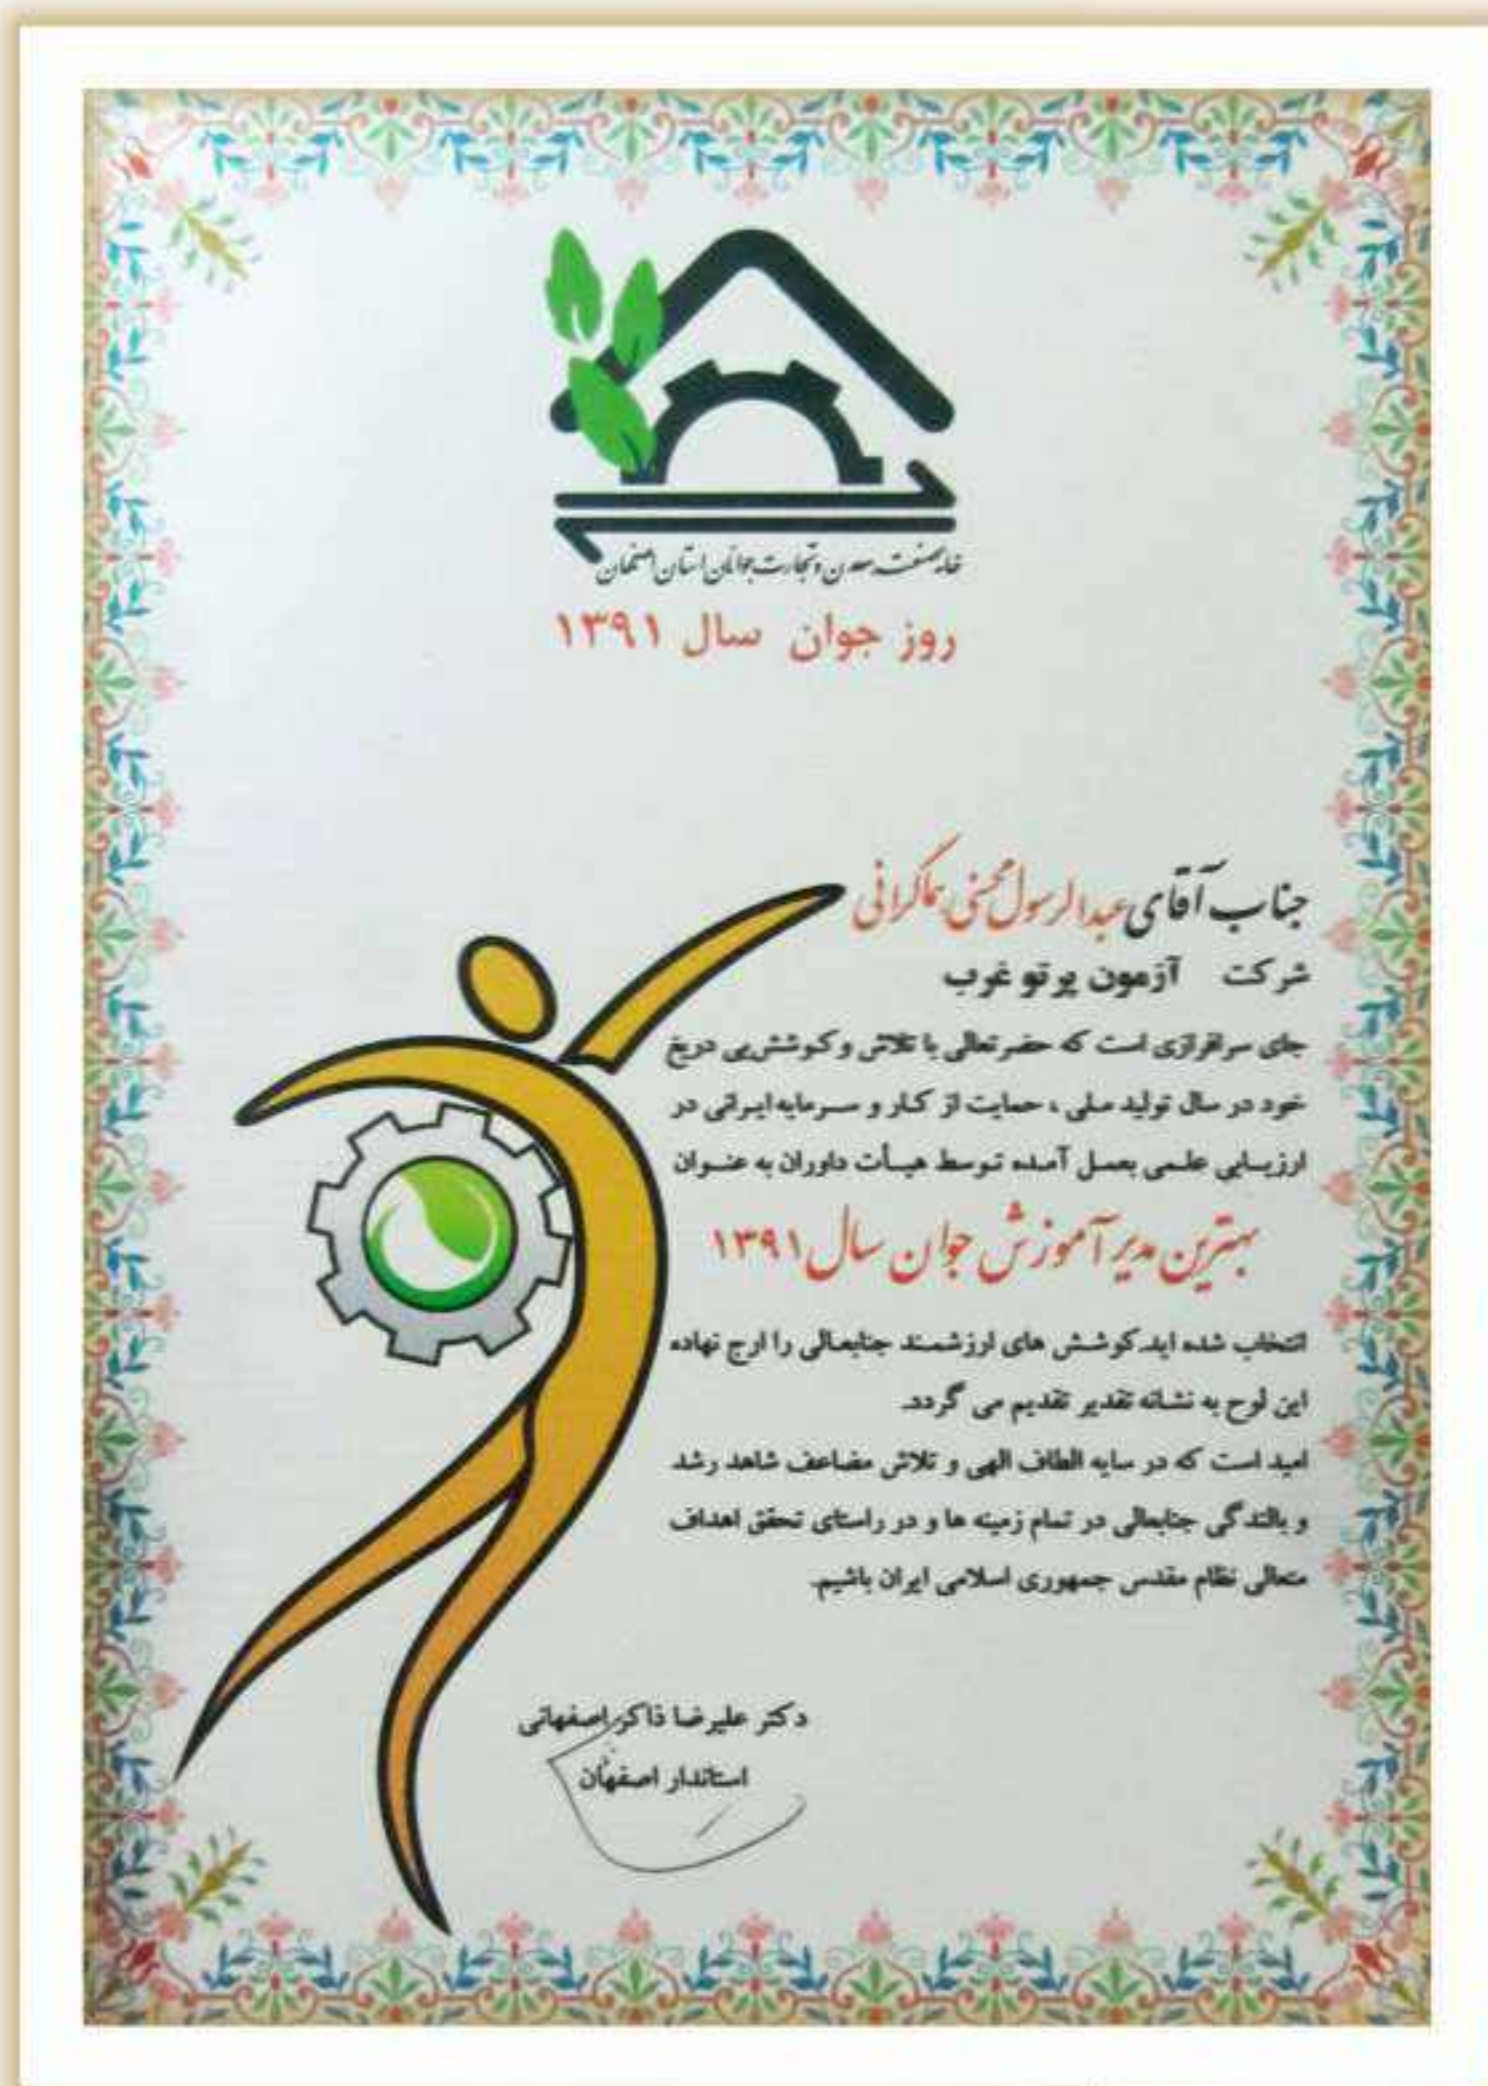 خانه صنعت، معدن و تجارت جوانان استان اصفهان
روز جوان سال ۱۳۹۱
جناب آقای عبدالرسول محسنی بماکرانی
شرکت آزمون پرتو غرب
جای سرافرازی است که حضرتعالی با تلاش و کوشش بی دریغ
خود در سال تولید ملی ، حمایت از کار و سرمایه ایرانی در
ارزیابی علمی بعمل آمده توسط هیأت داوران به عنوان
بهترین مدیر آموزش جوان سال ۱۳۹۱
انتخاب شده اید. کوشش های ارزشمند جنابعالی را ارج نهاده
این لوح به نشانه تقدیر تقدیم می گردد.
امید است که در سایه الطاف الهی و تلاش مضاعف شاهد رشد
و بالندگی جنابعالی در تمام زمینه ها و در راستای تحقق اهداف
متعالی نظام مقدس جمهوری اسلامی ایران باشیم.
دکتر علیرضا ذاکر اصفهانی
استاندار اصفهان